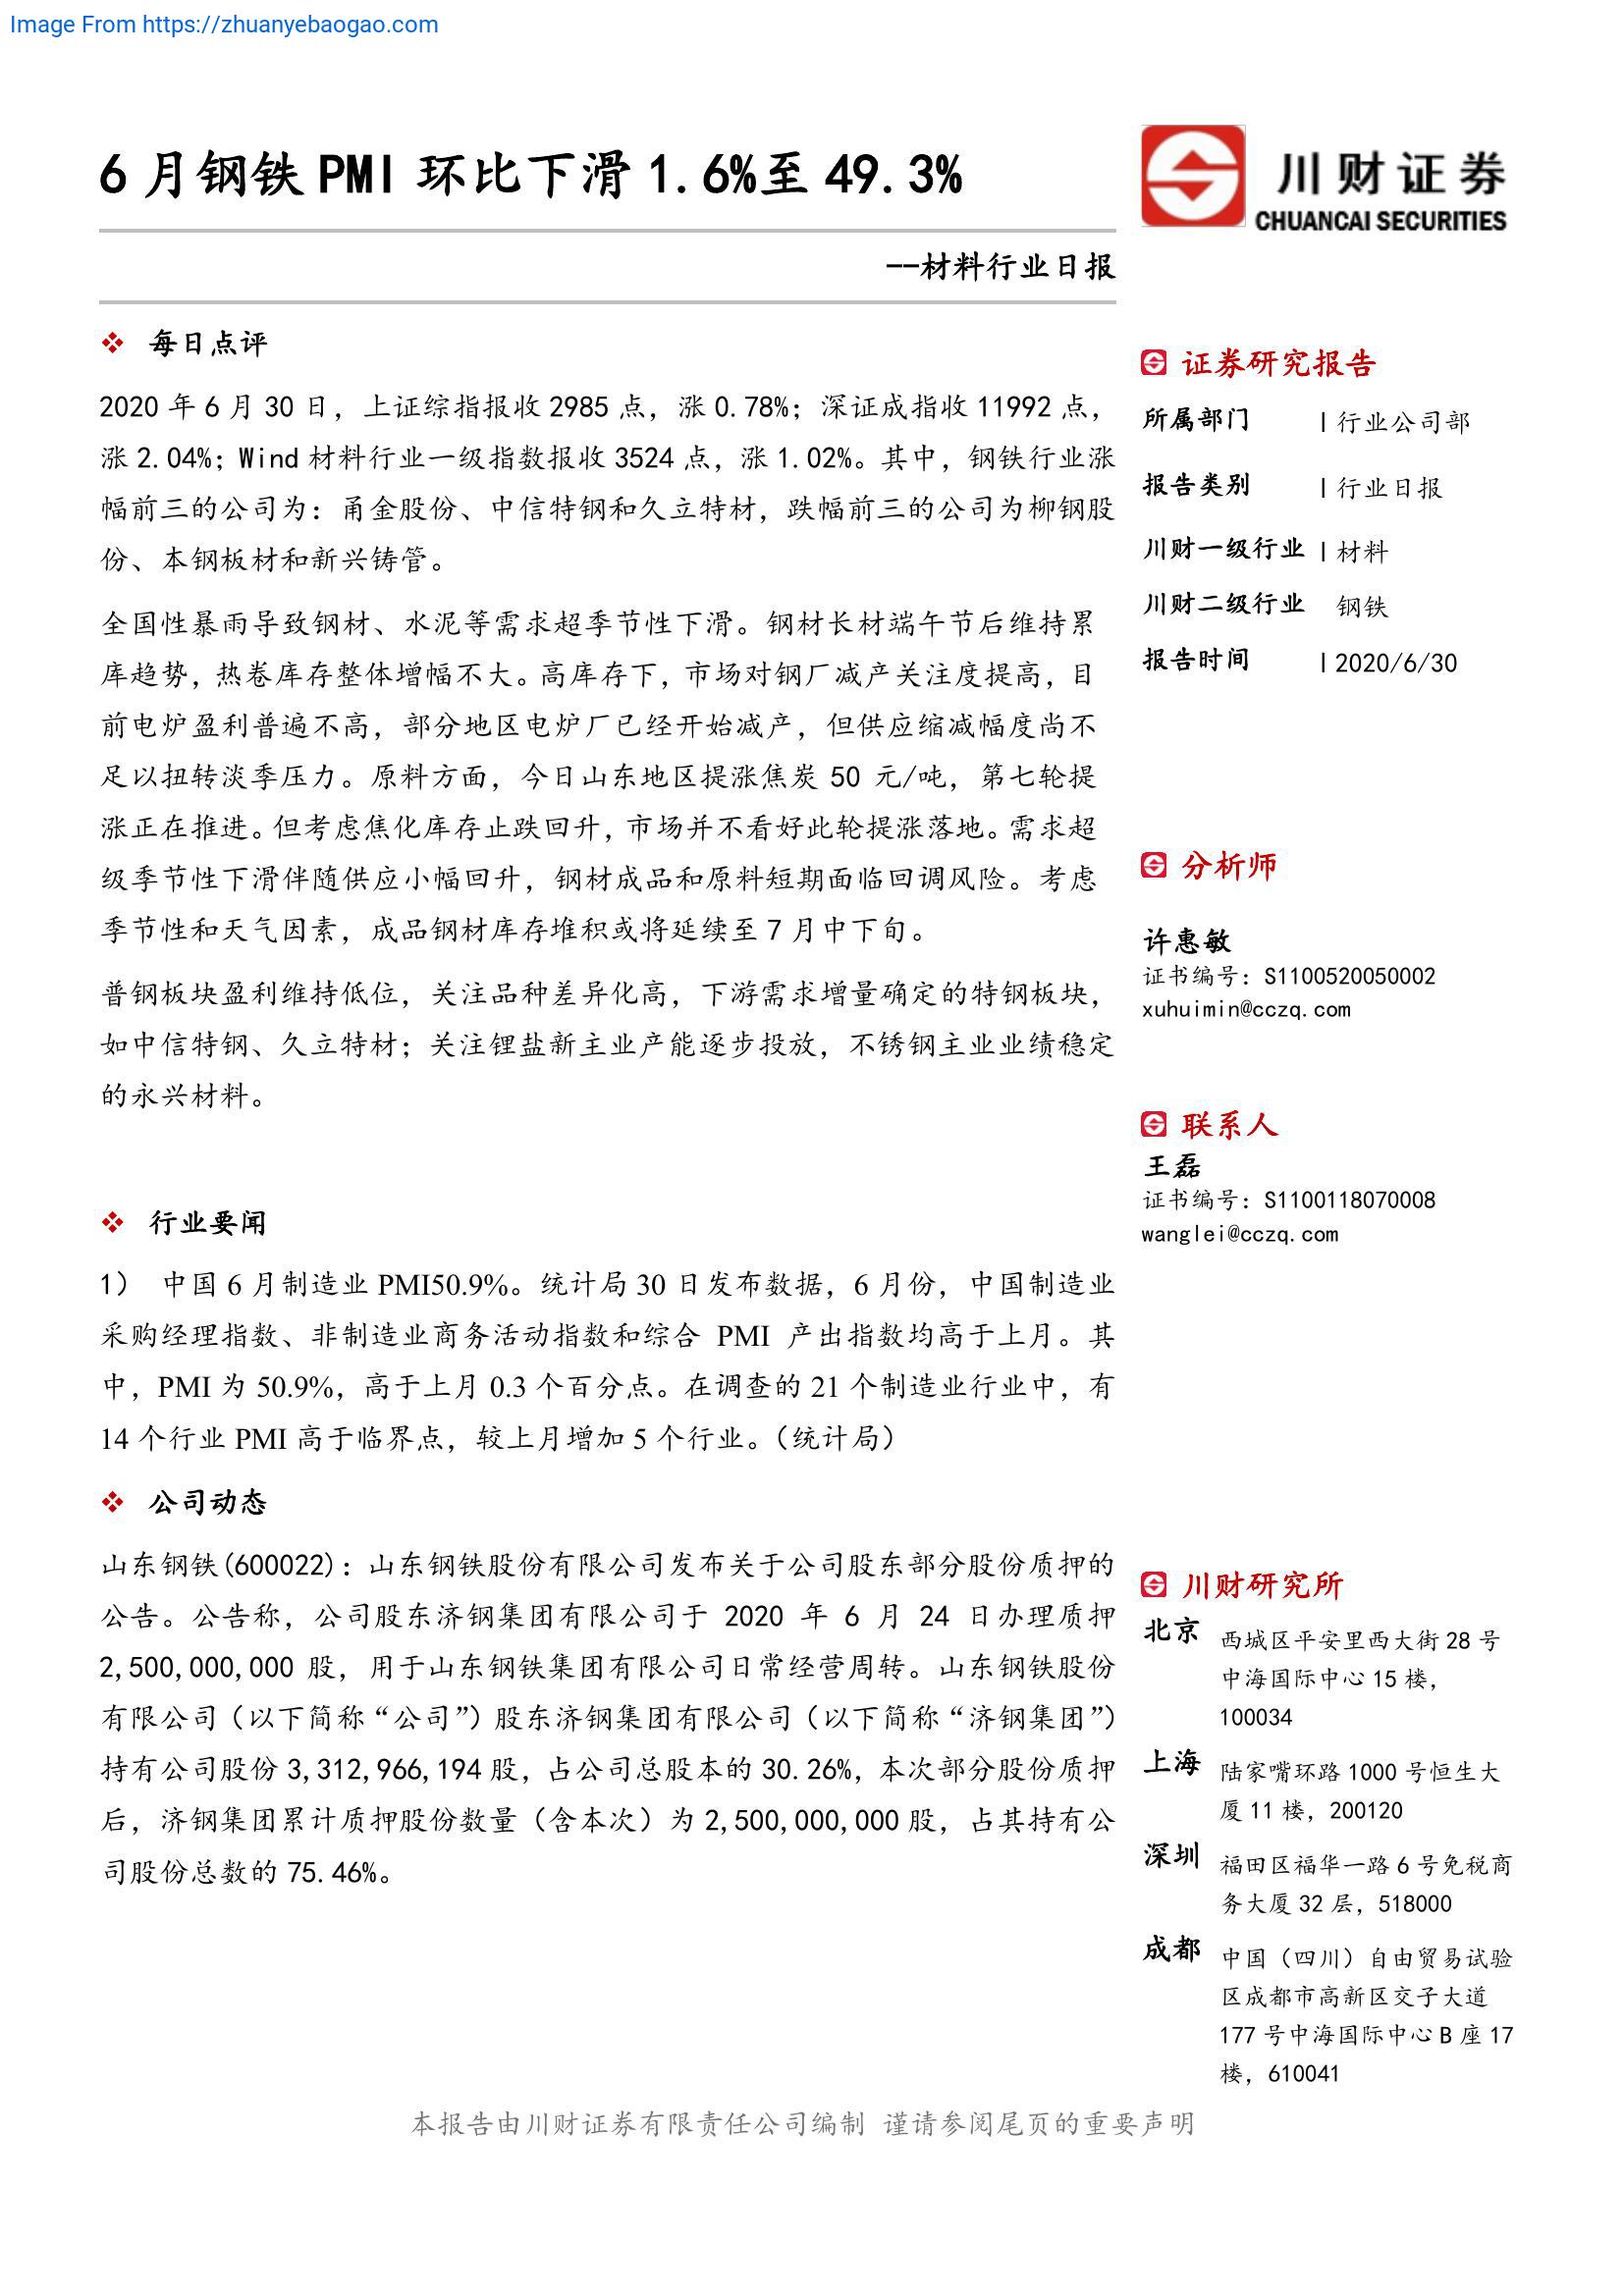 Image From https://zhuanyebaogao.com
6 月钢铁 PMI 环比下滑 1.6%至 49.3%
川财证券
CHUANCAI SECURITIES
--材料行业日报
每日点评
2020 年 6 月 30 日，上证综指报收 2985 点，涨 0.78%；深证成指收 11992 点，
涨 2.04%；Wind 材料行业一级指数报收 3524 点，涨 1.02%。其中，钢铁行业涨
幅前三的公司为：甬金股份、中信特钢和久立特材，跌幅前三的公司为柳钢股
份、本钢板材和新兴铸管。
全国性暴雨导致钢材、水泥等需求超季节性下滑。钢材长材端午节后维持累
库趋势，热卷库存整体增幅不大。高库存下，市场对钢厂减产关注度提高，目
前电炉盈利普遍不高，部分地区电炉厂已经开始减产，但供应缩减幅度尚不
足以扭转淡季压力。原料方面，今日山东地区提涨焦炭 50 元/吨，第七轮提
涨正在推进。但考虑焦化库存止跌回升，市场并不看好此轮提涨落地。需求超
级季节性下滑伴随供应小幅回升，钢材成品和原料短期面临回调风险。考虑
季节性和天气因素，成品钢材库存堆积或将延续至 7 月中下旬。
普钢板块盈利维持低位，关注品种差异化高，下游需求增量确定的特钢板块，
如中信特钢、久立特材；关注锂盐新主业产能逐步投放，不锈钢主业业绩稳定
的永兴材料。
行业要闻
1） 中国 6 月制造业 PMI50.9%。统计局 30 日发布数据，6 月份，中国制造业
采购经理指数、非制造业商务活动指数和综合 PMI 产出指数均高于上月。其
中，PMI 为 50.9%，高于上月 0.3 个百分点。在调查的 21 个制造业行业中，有
14 个行业 PMI 高于临界点，较上月增加 5 个行业。（统计局）
公司动态
山东钢铁(600022)：山东钢铁股份有限公司发布关于公司股东部分股份质押的
公告。公告称，公司股东济钢集团有限公司于 2020 年 6 月 24 日办理质押
2,500,000,000 股，用于山东钢铁集团有限公司日常经营周转。山东钢铁股份
有限公司（以下简称“公司”）股东济钢集团有限公司（以下简称“济钢集团”）
持有公司股份 3,312,966,194 股，占公司总股本的 30.26%，本次部分股份质押
后，济钢集团累计质押股份数量（含本次）为 2,500,000,000 股，占其持有公
司股份总数的 75.46%。
证券研究报告
所属部门 | 行业公司部
报告类别 | 行业日报
川财一级行业 | 材料
川财二级行业 钢铁
报告时间 | 2020/6/30
分析师
许惠敏
证书编号：S1100520050002
xuhuimin@cczq.com
联系人
王磊
证书编号：S1100118070008
wanglei@cczq.com
川财研究所
北京 西城区平安里西大街 28 号
中海国际中心 15 楼，
100034
上海 陆家嘴环路 1000 号恒生大
厦 11 楼，200120
深圳 福田区福华一路 6 号免税商
务大厦 32 层，518000
成都 中国（四川）自由贸易试验
区成都市高新区交子大道
177 号中海国际中心 B 座 17
楼，610041
本报告由川财证券有限责任公司编制 谨请参阅尾页的重要声明